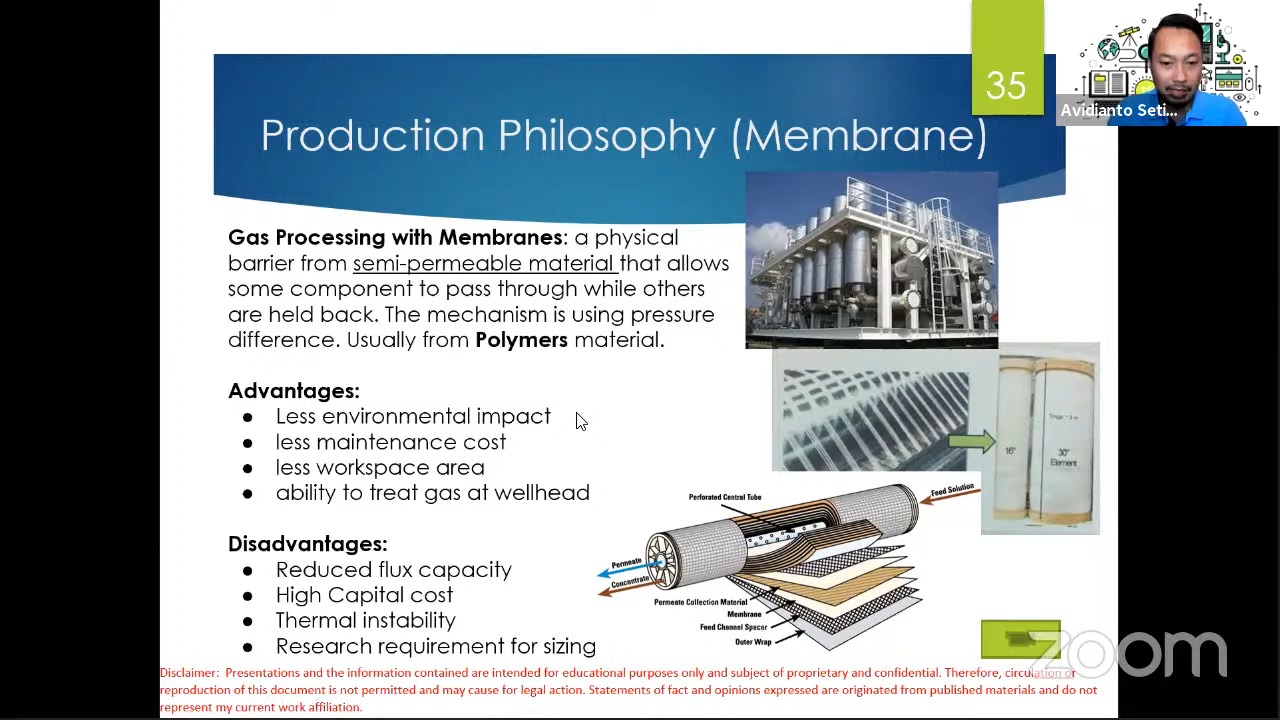 35
Avidianto Seti...
Production Philosophy (Membrane)
Gas Processing with Membranes: a physical
barrier from semi-permeable material that allows
some component to pass through while others
are held back. The mechanism is using pressure
difference. Usually from Polymers material.
Advantages:
● Less environmental impact
● less maintenance cost
● less workspace area
● ability to treat gas at wellhead
Disadvantages:
● Reduced flux capacity
● High Capital cost
● Thermal instability
● Research requirement for sizing
16"
30"
Element
Perforated Central Tube
Feed Solution
Permeate
Concentrate
Permeate Collection Material
Membrane
Feed Channel Spacer
Outer Wrap
zoom
Disclaimer: Presentations and the information contained are intended for educational purposes only and subject of proprietary and confidential. Therefore, circulation or
reproduction of this document is not permitted and may cause for legal action. Statements of fact and opinions expressed are originated from published materials and do not
represent my current work affiliation.